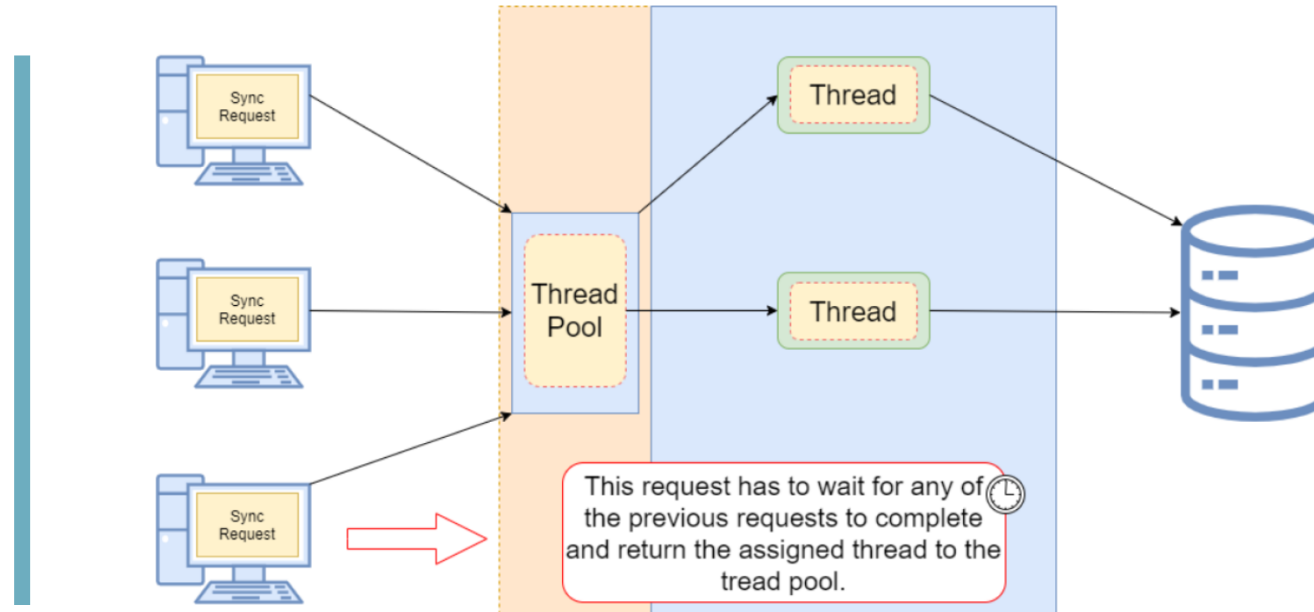 Sync
Request
Thread
Sync
Request
Thread
Pool
Thread
Sync
Request
This request has to wait for any of
the previous requests to complete
and return the assigned thread to the
tread pool.